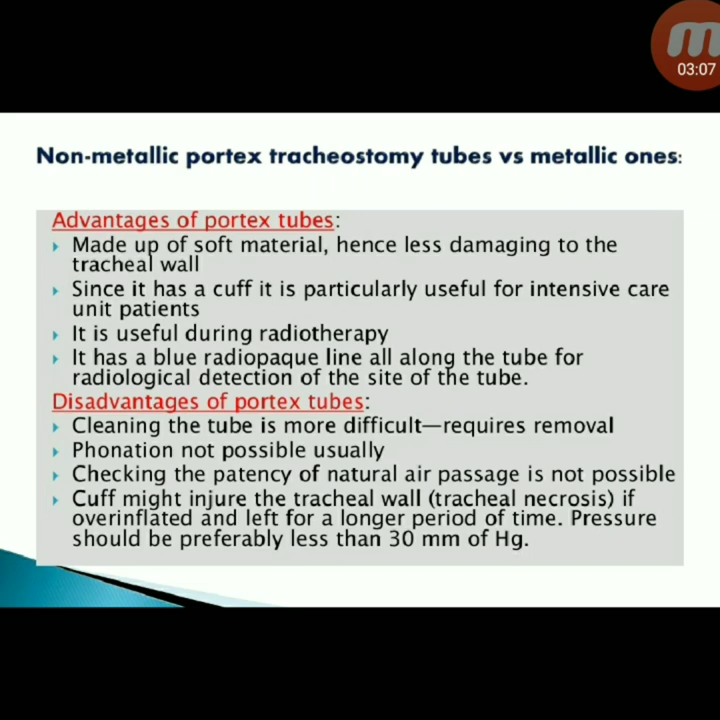 03:07
Non-metallic portex tracheostomy tubes vs metallic ones:
Advantages of portex tubes:
Made up of soft material, hence less damaging to the
tracheal wall
Since it has a cuff it is particularly useful for intensive care
unit patients
It is useful during radiotherapy
It has a blue radiopaque line all along the tube for
radiological detection of the site of the tube.
Disadvantages of portex tubes:
Cleaning the tube is more difficult—requires removal
Phonation not possible usually
Checking the patency of natural air passage is not possible
Cuff might injure the tracheal wall (tracheal necrosis) if
overinflated and left for a longer period of time. Pressure
should be preferably less than 30 mm of Hg.